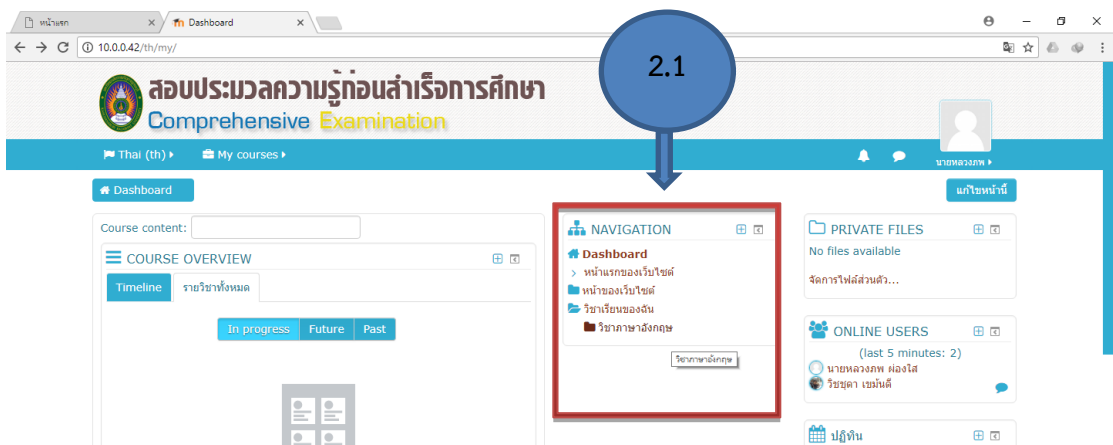 หน้าแรก
Dashboard
10.0.0.42/th/my/
2.1
สอบประมวลความรู้ก่อนสำเร็จการศึกษา
Comprehensive Examination
Thai (th)
My courses
นายหลวงภพ
Dashboard
แก้ไขหน้านี้
Course content:
COURSE OVERVIEW
Timeline
รายวิชาทั้งหมด
In progress
Future
Past
NAVIGATION
Dashboard
หน้าแรกของเว็บไซต์
หน้าของเว็บไซต์
วิชาเรียนของฉัน
วิชาภาษาอังกฤษ
วิชาภาษาอังกฤษ
PRIVATE FILES
No files available
จัดการไฟล์ส่วนตัว...
ONLINE USERS
(last 5 minutes: 2)
นายหลวงภพ ผ่องใส
วิชชุดา เขม้นดี
ปฏิทิน